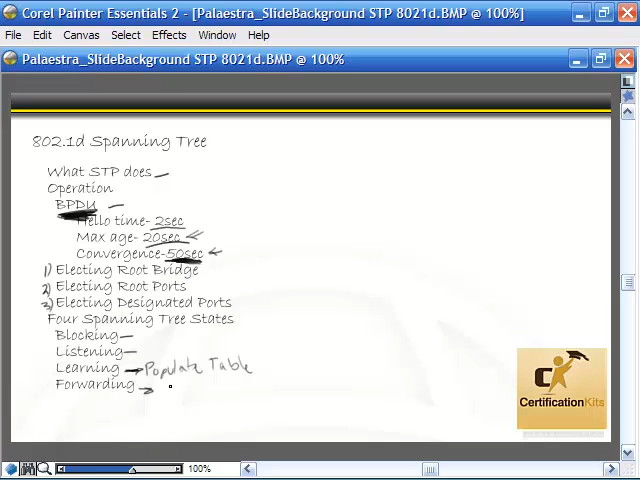 Corel Painter Essentials 2 - [Palaestra_SlideBackground STP 8021d.BMP @ 100%]
File Edit Canvas Select Effects Window Help
Palaestra_SlideBackground STP 8021d.BMP @ 100%
802.1d Spanning Tree
What STP does
Operation
BPDU
Hello time- 2sec
Max age- 20sec
Convergence- 50sec
1) Electing Root Bridge
2) Electing Root Ports
3) Electing Designated Ports
Four Spanning Tree States
Blocking
Listening
Learning Populate Table
Forwarding
CK
CertificationKits
100%